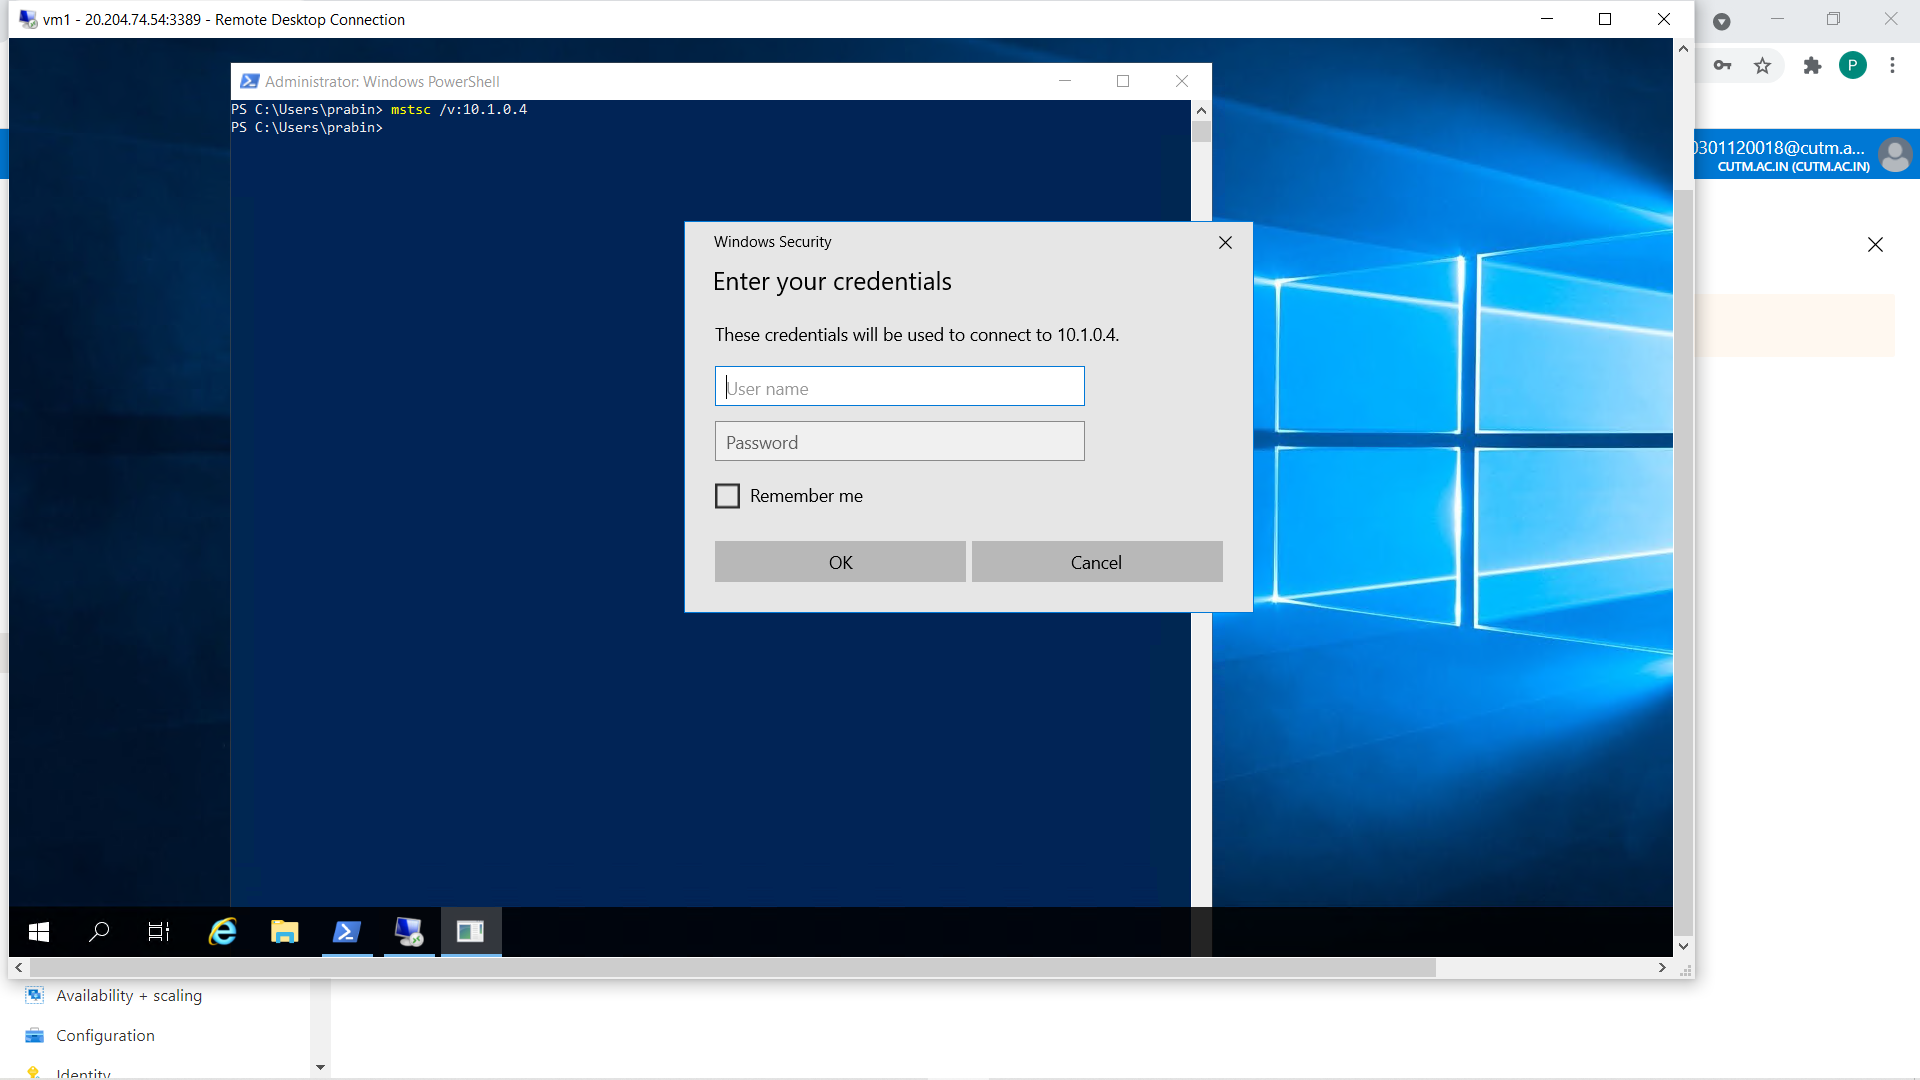 vm1 - 20.204.74.54:3389 - Remote Desktop Connection
Administrator: Windows PowerShell
PS C:\Users\prabin> mstsc /v:10.1.0.4
PS C:\Users\prabin>
P
0301120018@cutm.a...
CUTM.AC.IN (CUTM.AC.IN)
Windows Security
Enter your credentials
These credentials will be used to connect to 10.1.0.4.
User name
Password
Remember me
OK
Cancel
Availability + scaling
Configuration
Identity